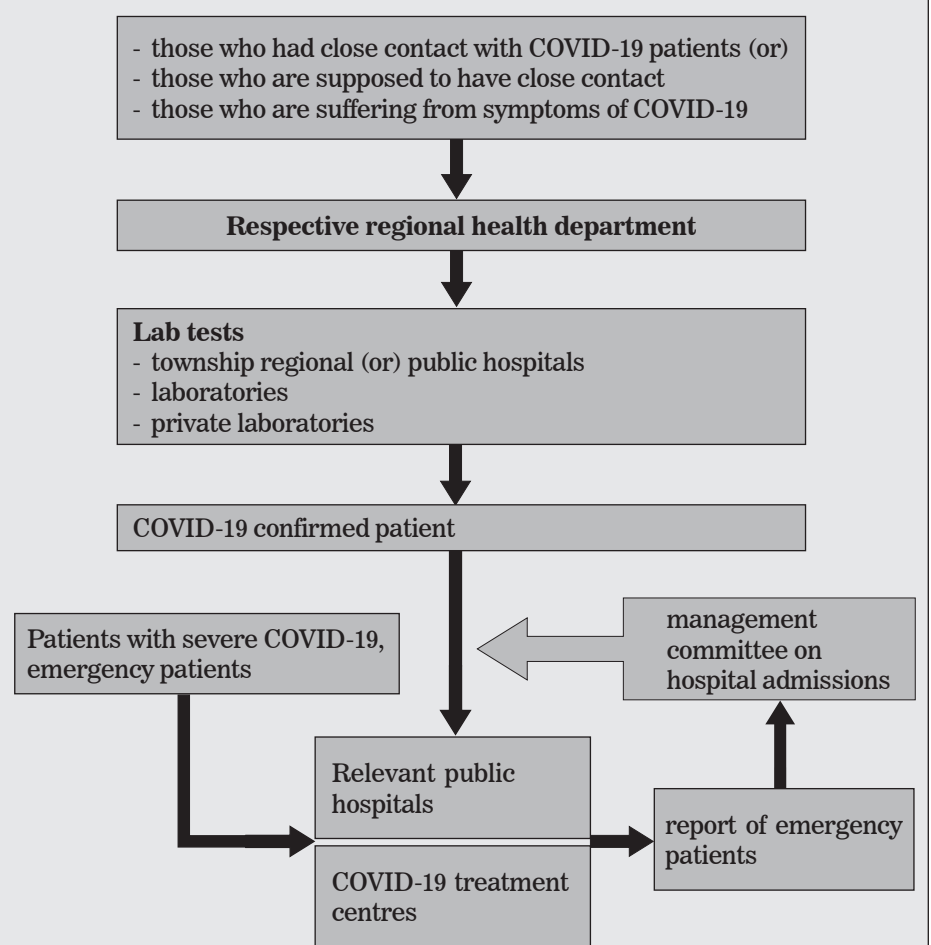 - those who had close contact with COVID-19 patients (or)
- those who are supposed to have close contact
- those who are suffering from symptoms of COVID-19
Respective regional health department
Lab tests
- township regional (or) public hospitals
- laboratories
- private laboratories
COVID-19 confirmed patient
Patients with severe COVID-19,
emergency patients
management
committee on
hospital admissions
Relevant public
hospitals
report of emergency
patients
COVID-19 treatment
centres